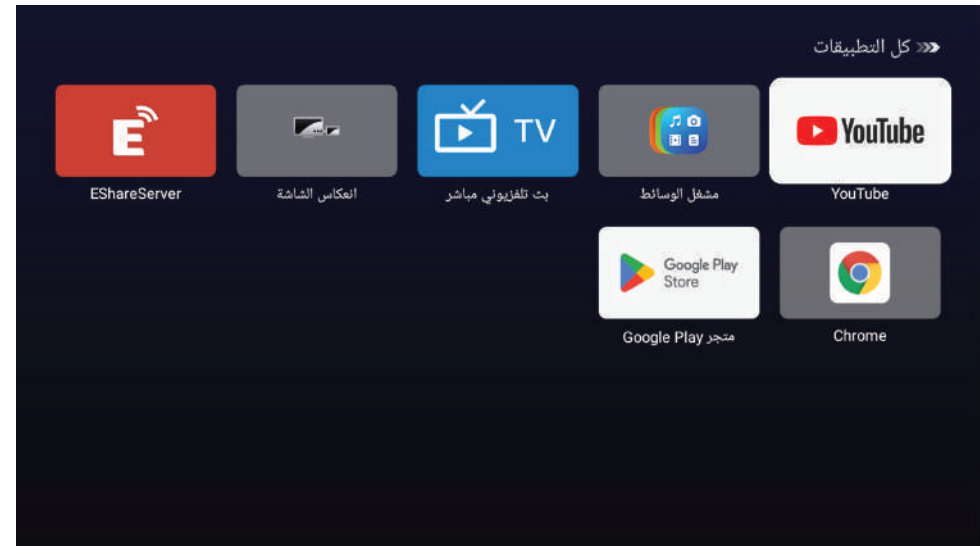 كل التطبيقات
YouTube
TV
E
YouTube
مشغل الوسائط
بث تلفزيوني مباشر
انعكاس الشاشة
EShareServer
Google Play
Store
Chrome
متجر Google Play